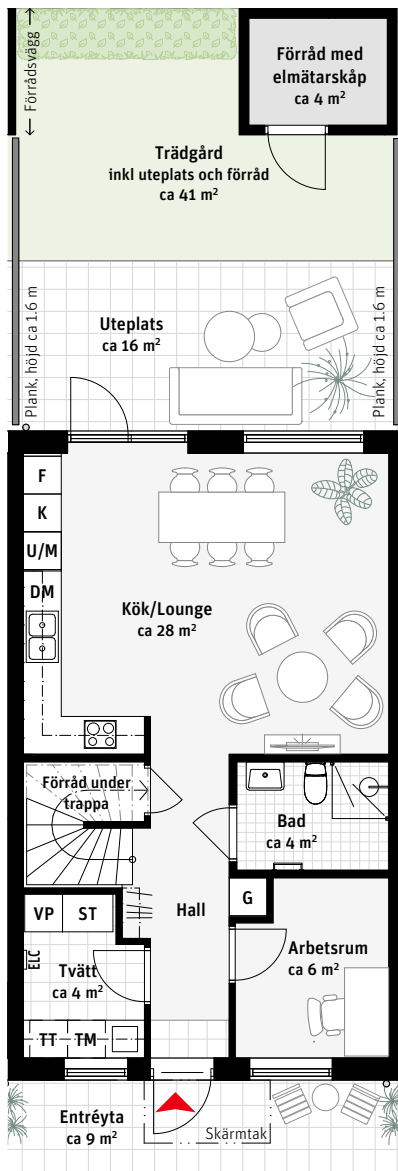 Förrådsvägg
Förråd med
elmätarskåp
ca 4 m²
Trädgård
inkl uteplats och förråd
ca 41 m²
Plank, höjd ca 1.6 m
Uteplats
ca 16 m²
Plank, höjd ca 1.6 m
F
K
U/M
DM
Kök/Lounge
ca 28 m²
Förråd under
trappa
Bad
ca 4 m²
VP ST
Hall
G
ELC
Tvätt
ca 4 m²
Arbetsrum
ca 6 m²
TT TM
Entréyta
ca 9 m²
Skärmtak